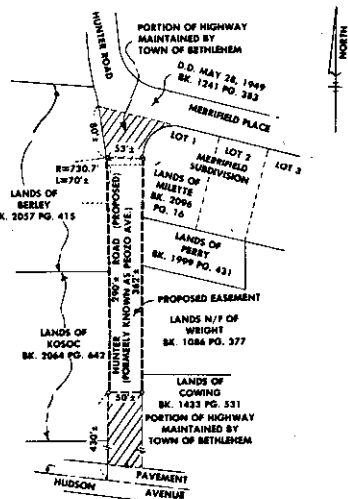 PORTION OF HIGHWAY
MAINTAINED BY
TOWN OF BETHLEHEM
HUNTER ROAD
NORTH
D.D. MAY 28, 1949
BK. 1241 PG. 383
MERRIFIELD PLACE
80'±
53'±
LOT 1
LOT 2
LOT 3
MERRIFIELD
SUBDIVISION
R=730.7'
L=70'±
LANDS OF
BERLEY
BK. 2057 PG. 415
LANDS OF
MILETTE
BK. 2096
PG. 16
LANDS OF
PERRY
BK. 1999 PG. 431
HUNTER ROAD (PROPOSED)
(FORMERLY KNOWN AS PEOZO AVE.)
290'±
362'±
PROPOSED EASEMENT
LANDS N/F OF
WRIGHT
BK. 1086 PG. 377
LANDS OF
KOSOC
BK. 2064 PG. 642
LANDS OF
COWING
BK. 1433 PG. 531
50'±
PORTION OF HIGHWAY
MAINTAINED BY
TOWN OF BETHLEHEM
430'±
PAVEMENT
HUDSON AVENUE